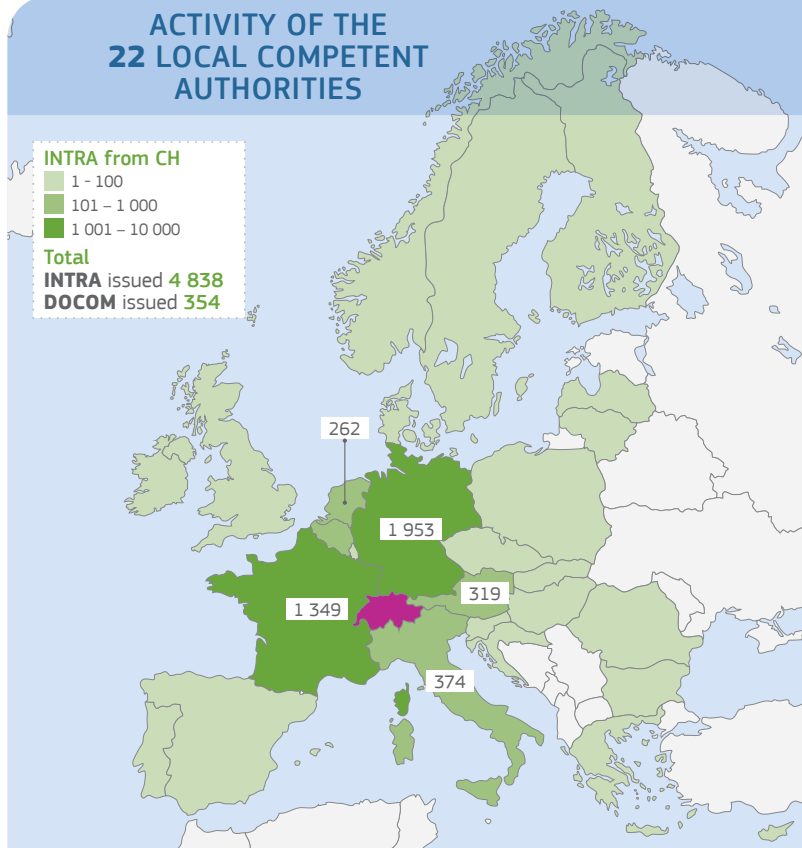 ACTIVITY OF THE
22 LOCAL COMPETENT
AUTHORITIES
INTRA from CH
1 - 100
101 – 1 000
1 001 – 10 000
Total
INTRA issued 4 838
DOCOM issued 354
262
1 953
319
1 349
374